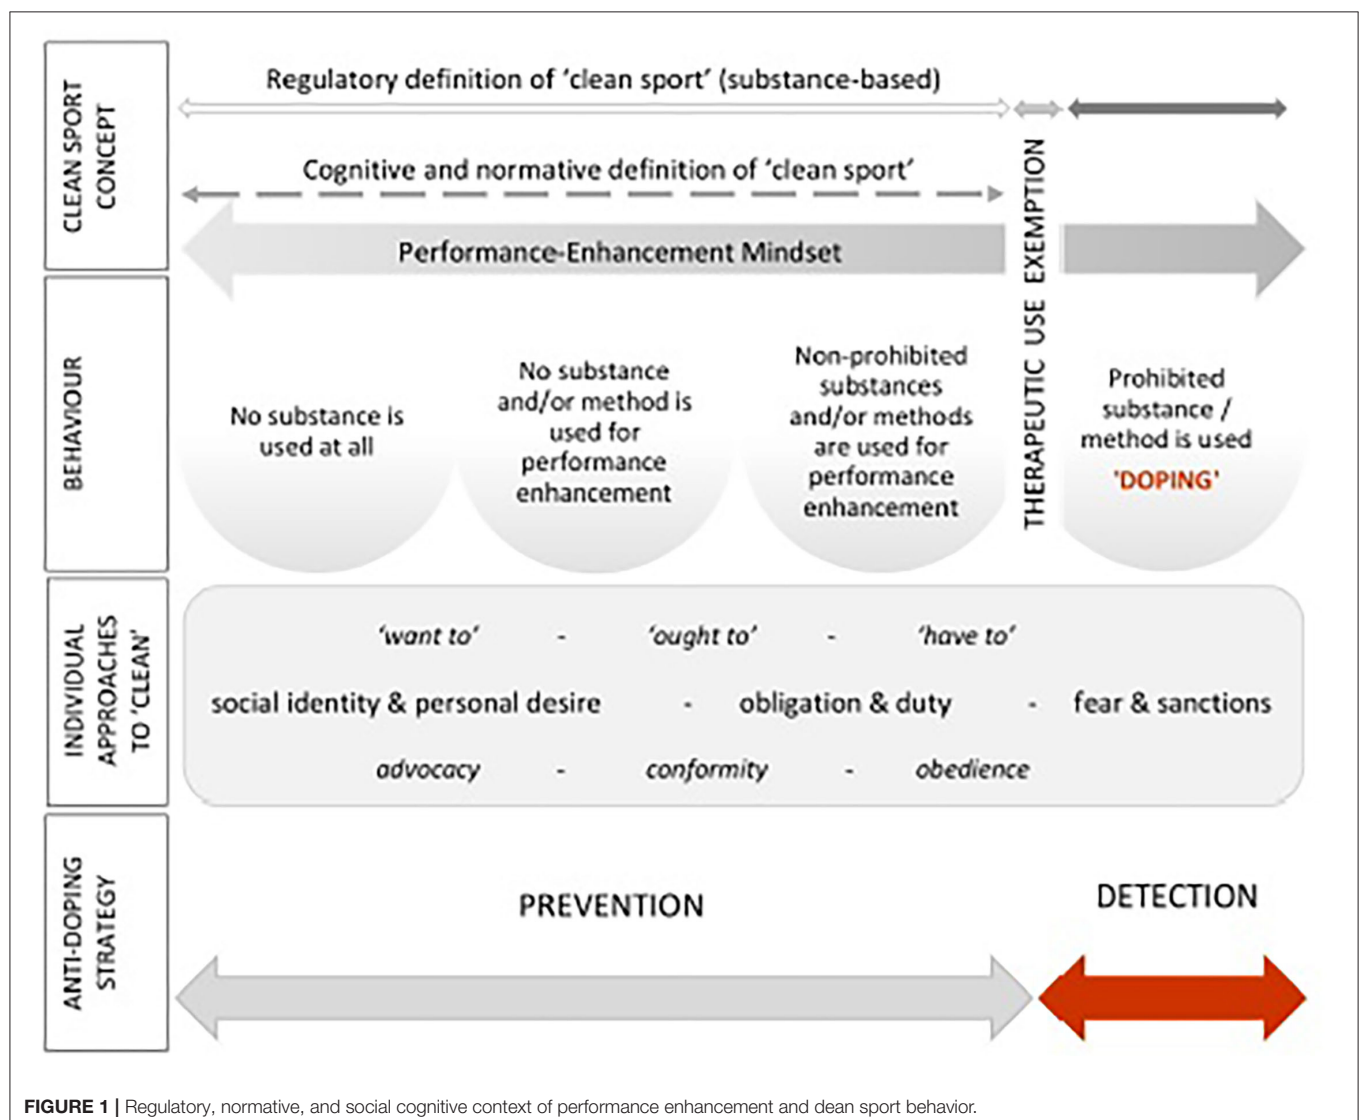 CLEAN SPORT
CONCEPT
Regulatory definition of ‘clean sport’ (substance-based)
Cognitive and normative definition of ‘clean sport’
Performance-Enhancement Mindset
THERAPEUTIC USE EXEMPTION
BEHAVIOUR
No substance is
used at all
No substance
and/or method is
used for
performance
enhancement
Non-prohibited
substances
and/or methods
are used for
performance
enhancement
Prohibited
substance /
method is used
'DOPING'
INDIVIDUAL
APPROACHES
TO ‘CLEAN’
‘want to’ - ‘ought to’ - ‘have to’
social identity & personal desire - obligation & duty - fear & sanctions
advocacy - conformity - obedience
ANTI-DOPING
STRATEGY
PREVENTION
DETECTION
FIGURE 1 | Regulatory, normative, and social cognitive context of performance enhancement and clean sport behavior.